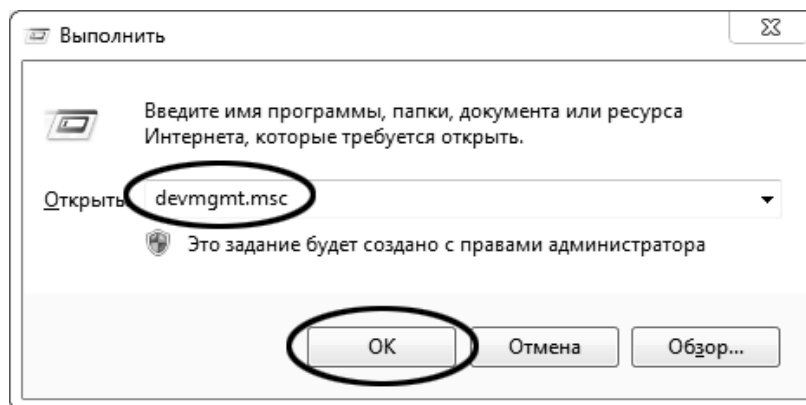 Выполнить
Введите имя программы, папки, документа или ресурса
Интернета, которые требуется открыть.
Открыть devmgmt.msc
Это задание будет создано с правами администратора
OK Отмена Обзор...